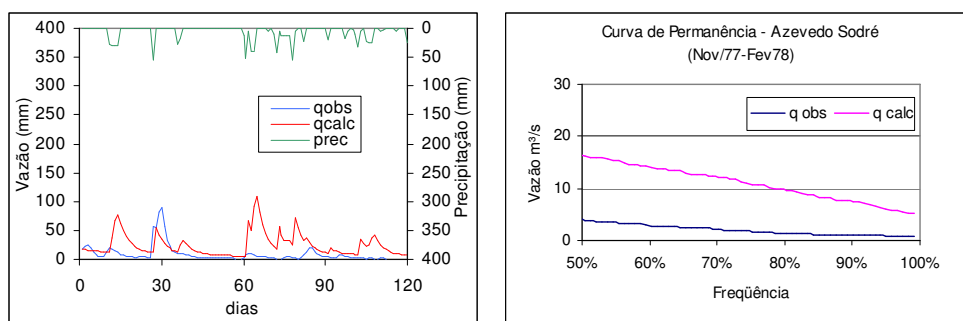 400
350
300
250
200
150
100
50
0
Vazão (mm)
qobs
qcalc
prec
0
50
100
150
200
250
300
350
400
Precipitação (mm)
0 30 60 90 120
dias
Curva de Permanência - Azevedo Sodré
(Nov/77-Fev78)
30
20
10
0
Vazão m³/s
q obs q calc
50% 60% 70% 80% 90% 100%
Freqüência